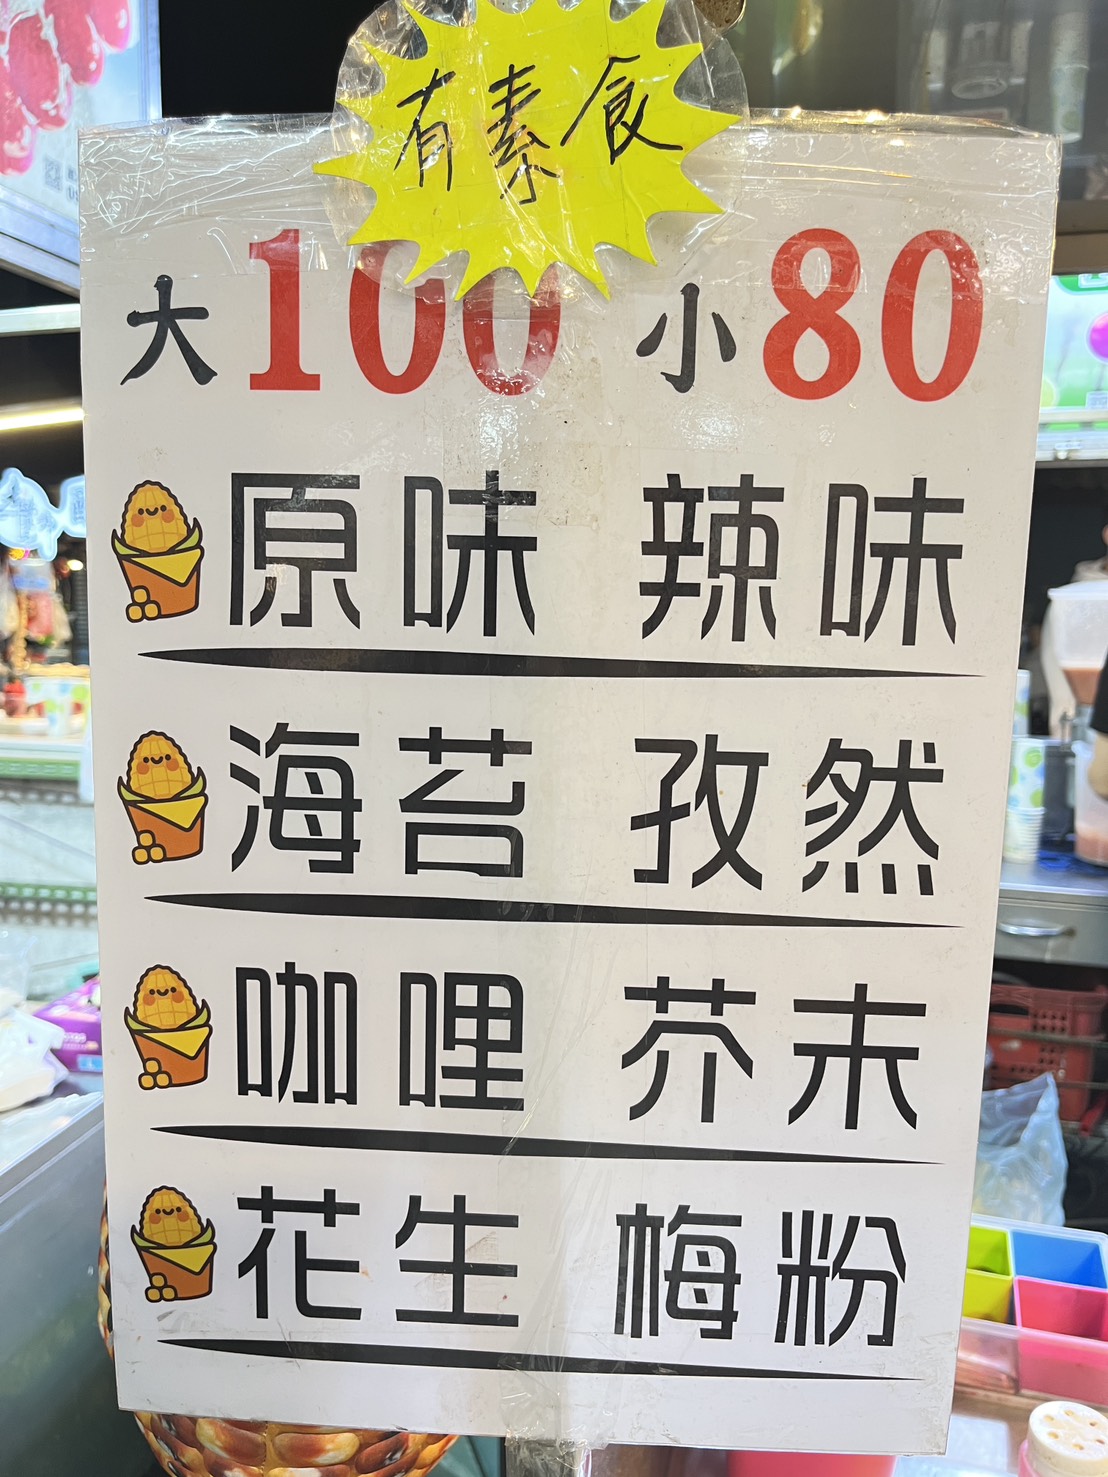 有素食
大100 小80
原味 辣味
海苔 孜然
咖哩 芥末
花生 梅粉